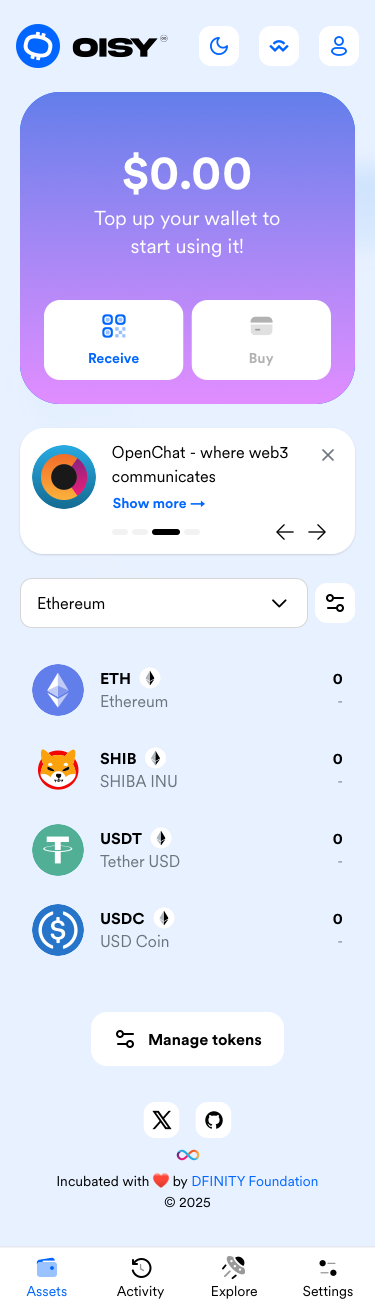 OISY
$0.00
Top up your wallet to
start using it!
Receive
Buy
OpenChat - where web3
communicates
Show more →
Ethereum
ETH
0
Ethereum
-
SHIB
0
SHIBA INU
-
USDT
0
Tether USD
-
USDC
0
USD Coin
-
Manage tokens
Incubated with ❤️ by DFINITY Foundation
© 2025
Assets
Activity
Explore
Settings